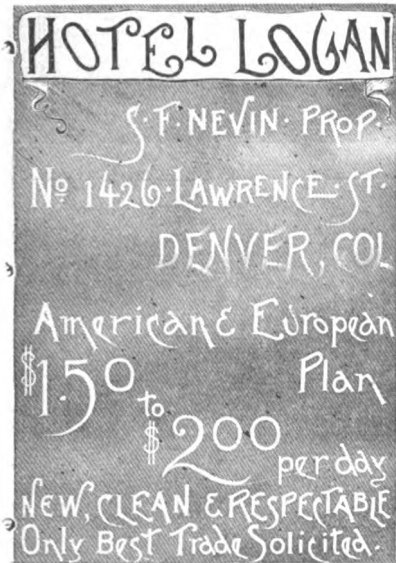 HOTEL LOGAN
S. F. NEVIN. PROP.
Nº 1426. LAWRENCE. ST.
DENVER, COL
American & European
$1.50 Plan
to
$2.00
per day
NEW, CLEAN & RESPECTABLE
Only Best Trade Solicited.